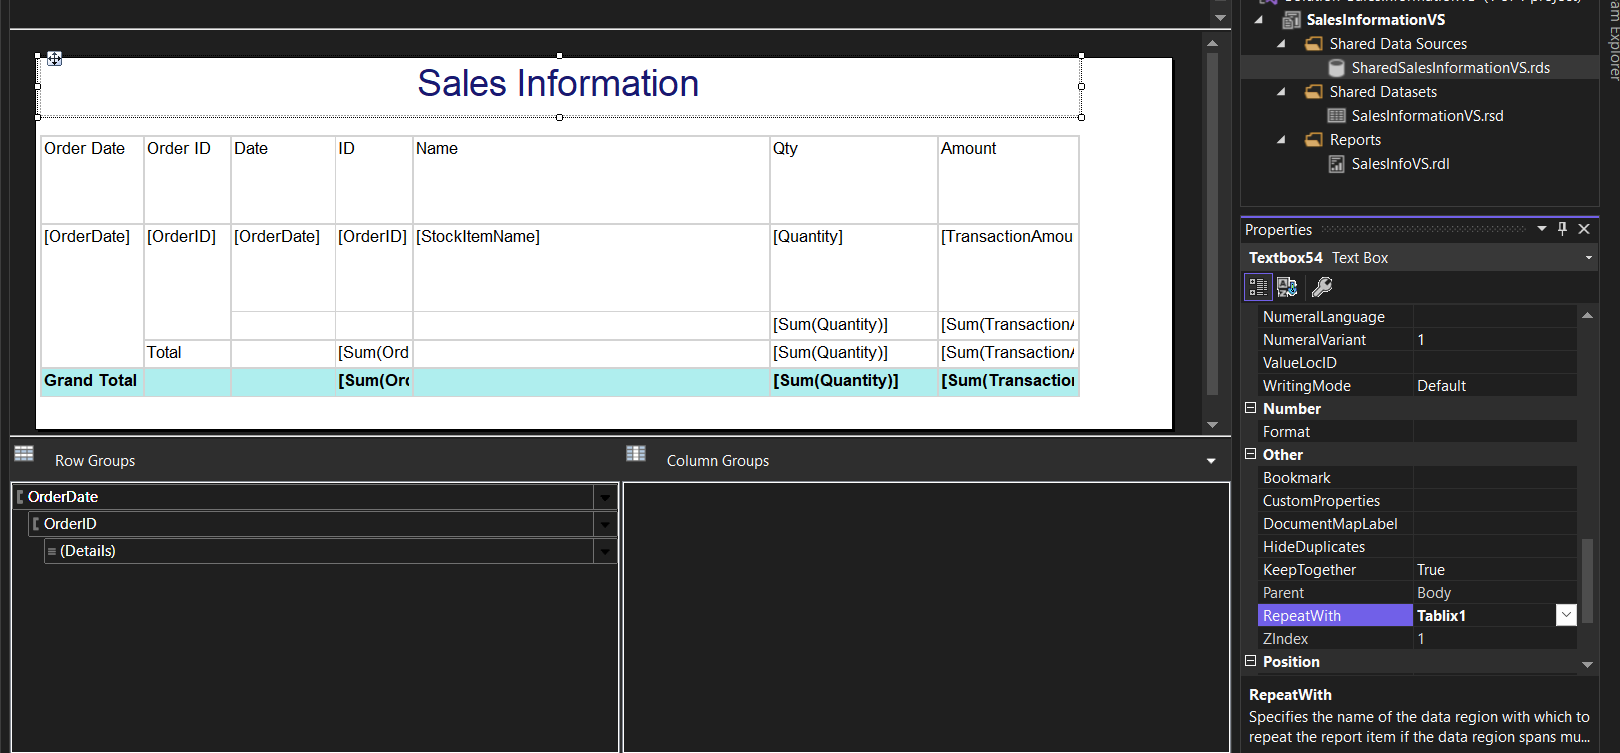 SalesInformationVS
Shared Data Sources
SharedSalesInformationVS.rds
Shared Datasets
SalesInformationVS.rsd
Reports
SalesInfoVS.rdl
Sales Information
Order Date Order ID Date ID Name Qty Amount
[OrderDate] [OrderID] [OrderDate] [OrderID] [StockItemName] [Quantity] [TransactionAmou
[Sum(Quantity)] [Sum(TransactionA
Total [Sum(Ord [Sum(Quantity)] [Sum(TransactionA
Grand Total [Sum(Orc [Sum(Quantity)] [Sum(Transaction
Row Groups
OrderDate
OrderID
(Details)
Column Groups
Properties
Textbox54 Text Box
NumeralLanguage
NumeralVariant 1
ValueLocID
WritingMode Default
Number
Format
Other
Bookmark
CustomProperties
DocumentMapLabel
HideDuplicates
KeepTogether True
Parent Body
RepeatWith Tablix1
ZIndex 1
Position
RepeatWith
Specifies the name of the data region with which to
repeat the report item if the data region spans mu...
Explorer